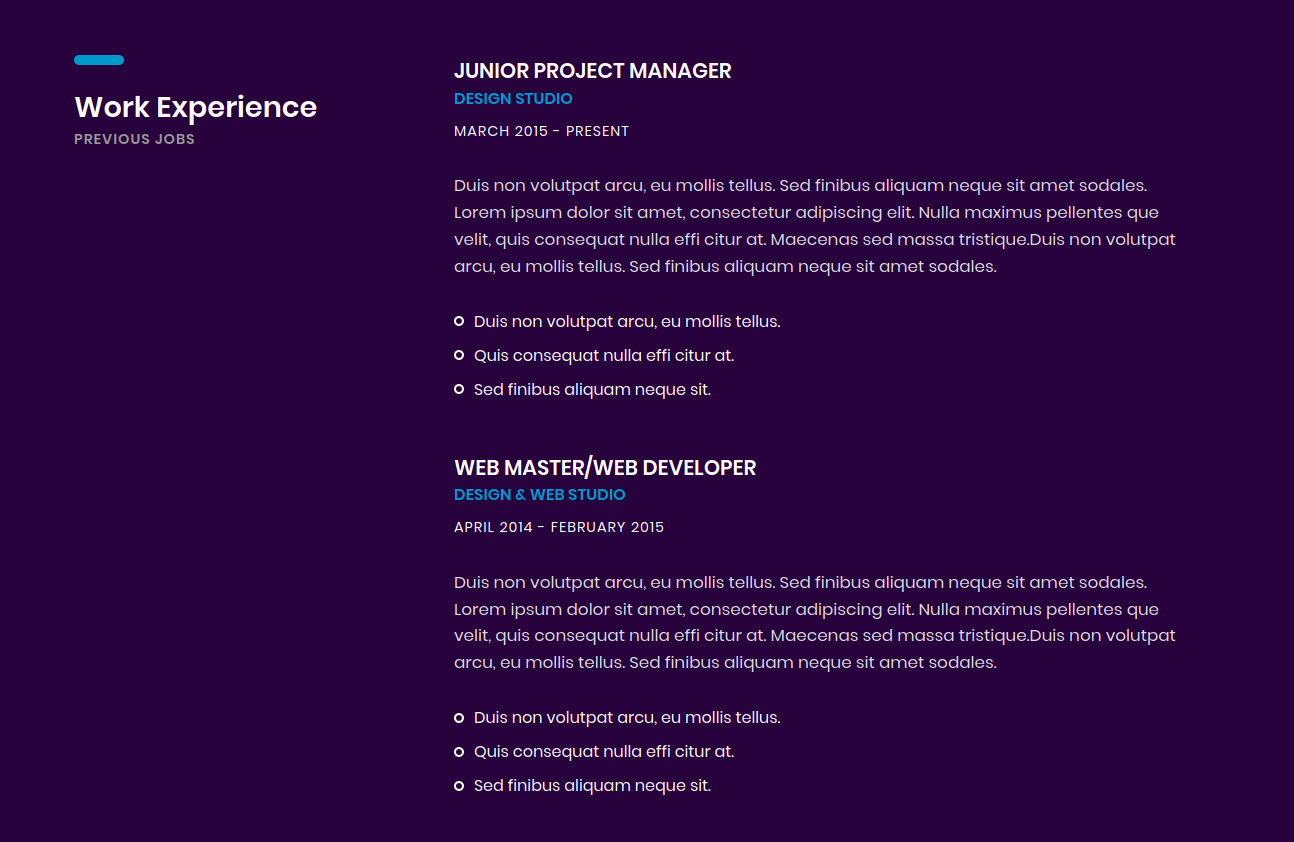 Work Experience
PREVIOUS JOBS
JUNIOR PROJECT MANAGER
DESIGN STUDIO
MARCH 2015 - PRESENT
Duis non volutpat arcu, eu mollis tellus. Sed finibus aliquam neque sit amet sodales.
Lorem ipsum dolor sit amet, consectetur adipiscing elit. Nulla maximus pellentes que
velit, quis consequat nulla effi citur at. Maecenas sed massa tristique.Duis non volutpat
arcu, eu mollis tellus. Sed finibus aliquam neque sit amet sodales.
Duis non volutpat arcu, eu mollis tellus.
Quis consequat nulla effi citur at.
Sed finibus aliquam neque sit.
WEB MASTER/WEB DEVELOPER
DESIGN & WEB STUDIO
APRIL 2014 - FEBRUARY 2015
Duis non volutpat arcu, eu mollis tellus. Sed finibus aliquam neque sit amet sodales.
Lorem ipsum dolor sit amet, consectetur adipiscing elit. Nulla maximus pellentes que
velit, quis consequat nulla effi citur at. Maecenas sed massa tristique.Duis non volutpat
arcu, eu mollis tellus. Sed finibus aliquam neque sit amet sodales.
Duis non volutpat arcu, eu mollis tellus.
Quis consequat nulla effi citur at.
Sed finibus aliquam neque sit.